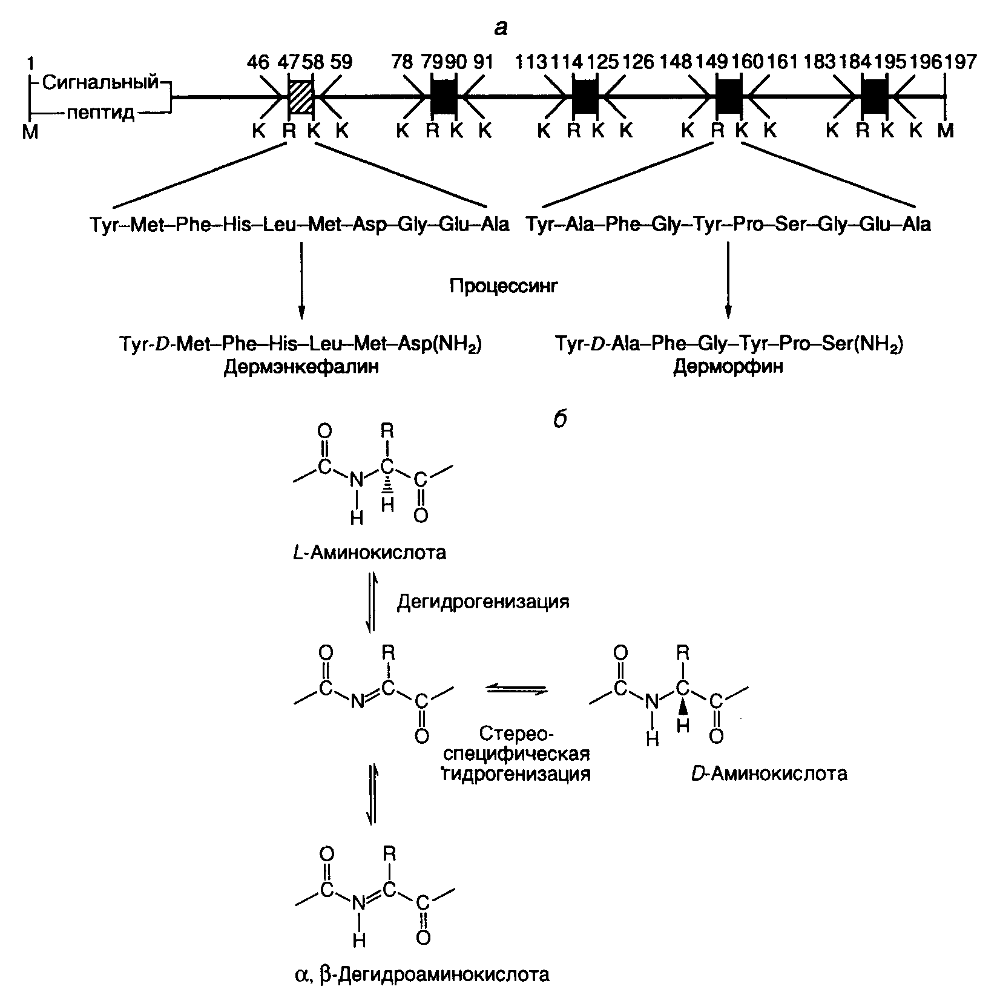 а
1 46 47 58 59 78 79 90 91 113 114 125 126 148 149 160 161 183 184 195 196 197
Сигнальный
пептид
M K R K K K R K K K R K K K R K K K R K K M
Tyr–Met–Phe–His–Leu–Met–Asp–Gly–Glu–Ala Tyr–Ala–Phe–Gly–Tyr–Pro–Ser–Gly–Glu–Ala
Процессинг
Tyr-D-Met–Phe–His–Leu–Met–Asp(NH₂) Tyr-D-Ala–Phe–Gly–Tyr–Pro–Ser(NH₂)
Дермэнкефалин Дерморфин
б
O R
C C
N C
H H O
L-Аминокислота
Дегидрогенизация
O R O R
C C C C
N C N C
O H H O
Стерео-
специфическая
гидрогенизация D-Аминокислота
O R
C C
N C
H O
α, β-Дегидроаминокислота